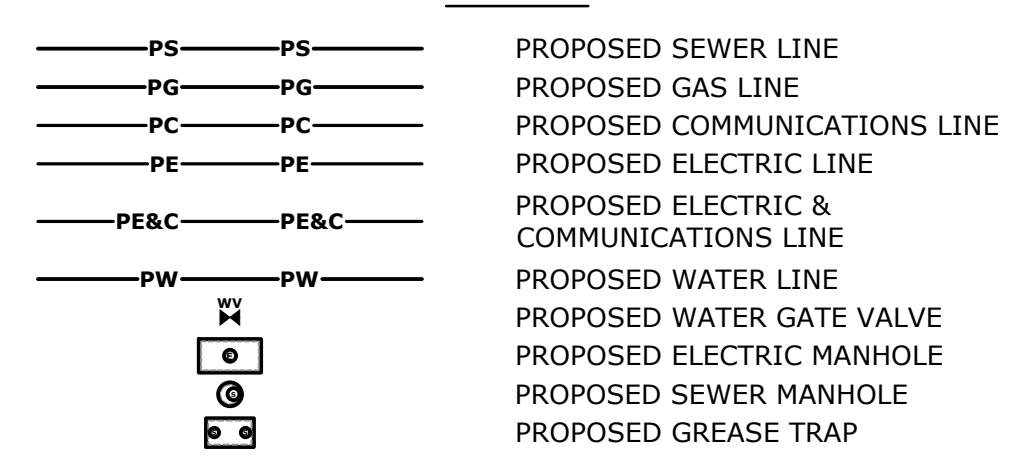 PS PS PROPOSED SEWER LINE
PG PG PROPOSED GAS LINE
PC PC PROPOSED COMMUNICATIONS LINE
PE PE PROPOSED ELECTRIC LINE
PE&C PE&C PROPOSED ELECTRIC &
COMMUNICATIONS LINE
PW PW PROPOSED WATER LINE
WV PROPOSED WATER GATE VALVE
E PROPOSED ELECTRIC MANHOLE
S PROPOSED SEWER MANHOLE
S S PROPOSED GREASE TRAP